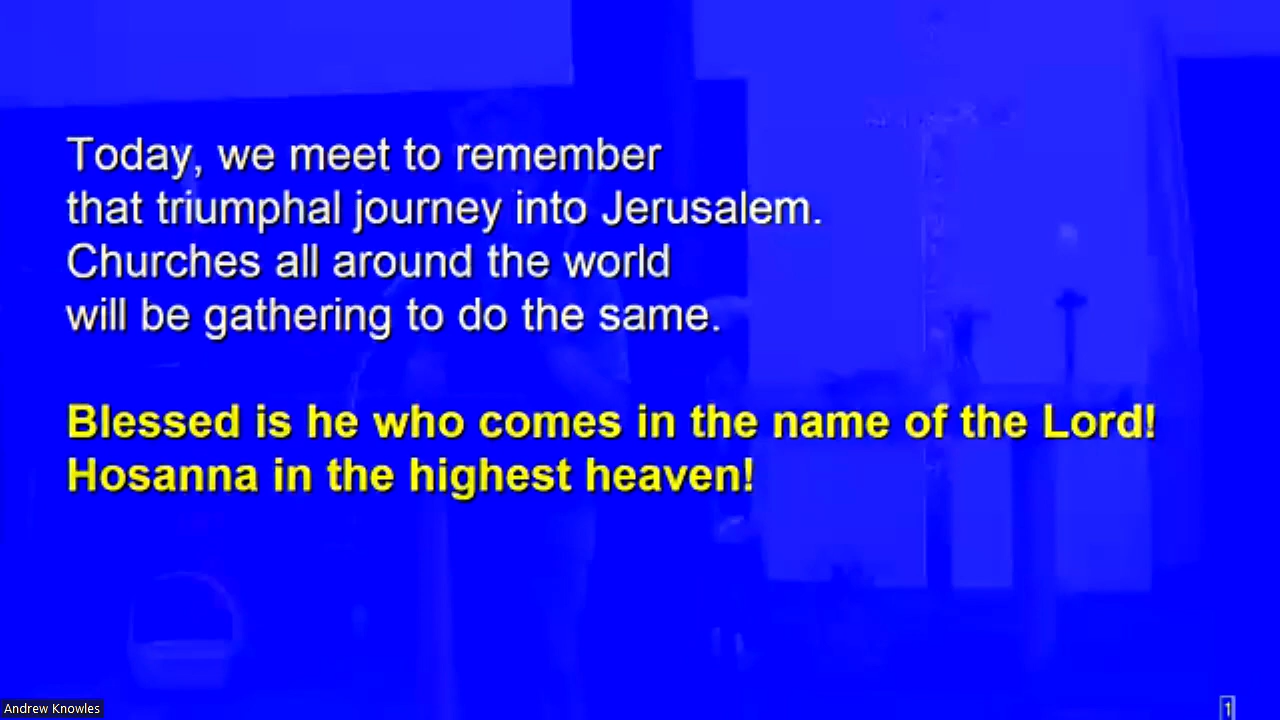 Today, we meet to remember
that triumphal journey into Jerusalem.
Churches all around the world
will be gathering to do the same.
Blessed is he who comes in the name of the Lord!
Hosanna in the highest heaven!
Andrew Knowles
1